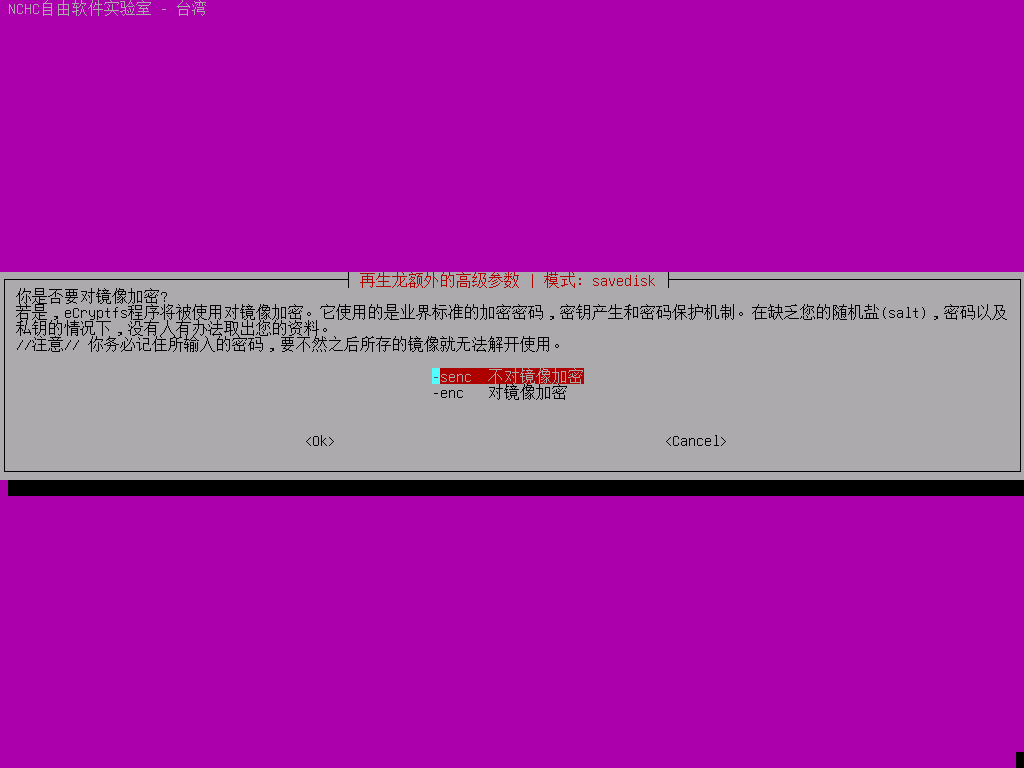 NCHC自由软件实验室 - 台湾
再生龙额外的高级参数 | 模式: savedisk
你是否要对镜像加密?
若是,eCryptfs程序将被使用对镜像加密。它使用的是业界标准的加密密码,密钥产生和密码保护机制。在缺乏您的随机盐(salt),密码以及
私钥的情况下,没有人有办法取出您的资料。
//注意// 你务必记住所输入的密码,要不然之后所存的镜像就无法解开使用。
-senc 不对镜像加密
-enc 对镜像加密
<Ok> <Cancel>